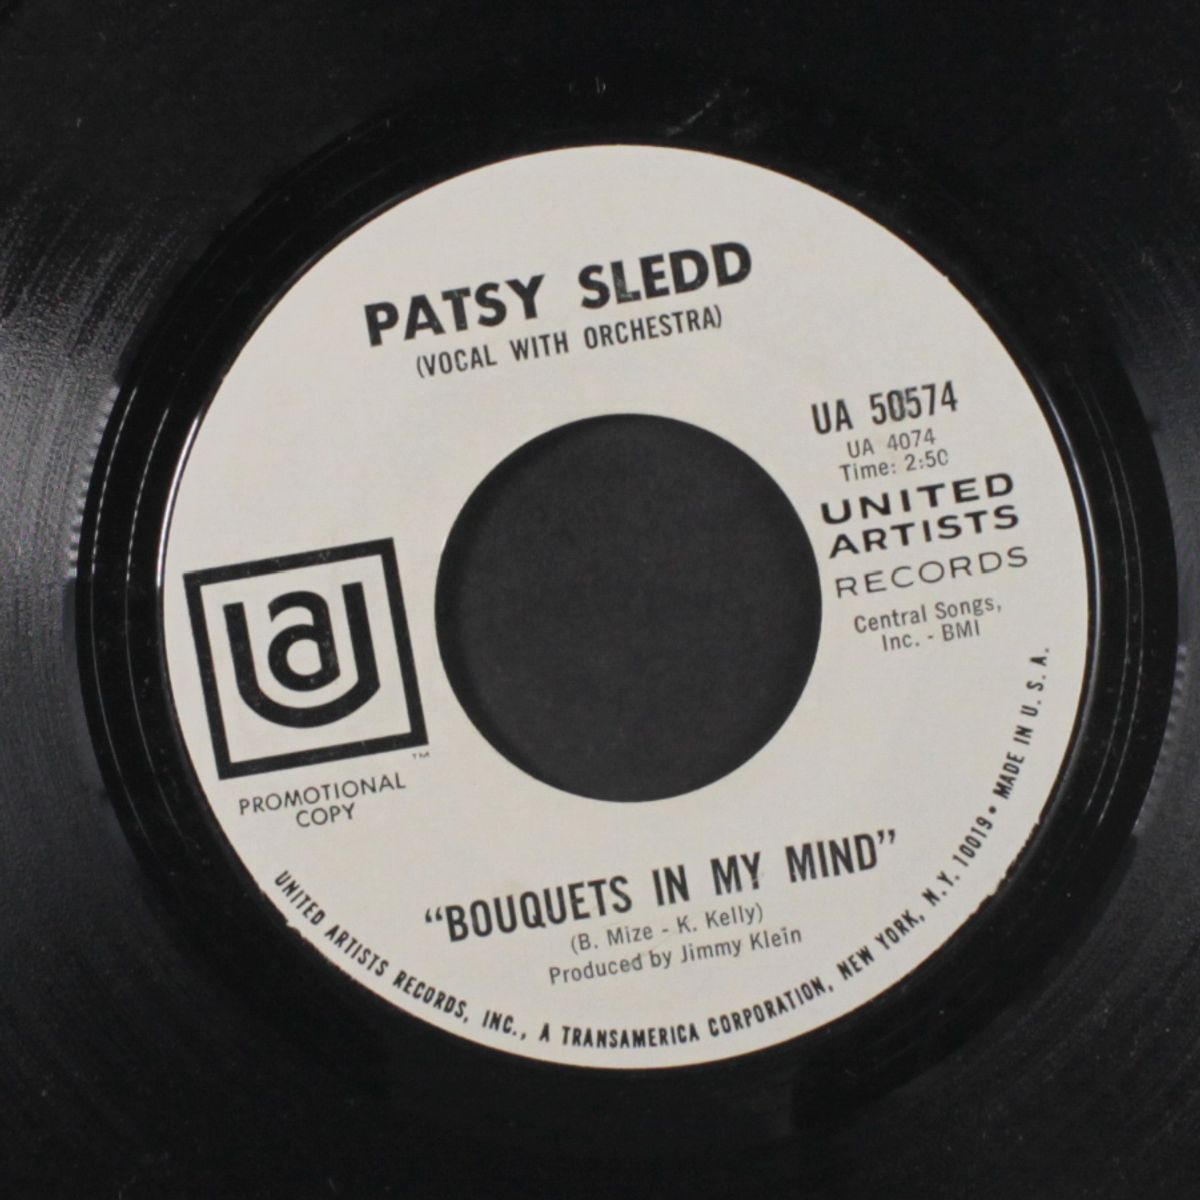 PATSY SLEDD
(VOCAL WITH ORCHESTRA)
UA 50574
UA 4074
Time: 2:50
UNITED
ARTISTS
RECORDS
Central Songs,
Inc. - BMI
ua
TM
PROMOTIONAL
COPY
"BOUQUETS IN MY MIND"
(B. Mize - K. Kelly)
Produced by Jimmy Klein
UNITED ARTISTS RECORDS, INC., A TRANSAMERICA CORPORATION, NEW YORK, N.Y. 10019 • MADE IN U.S.A.